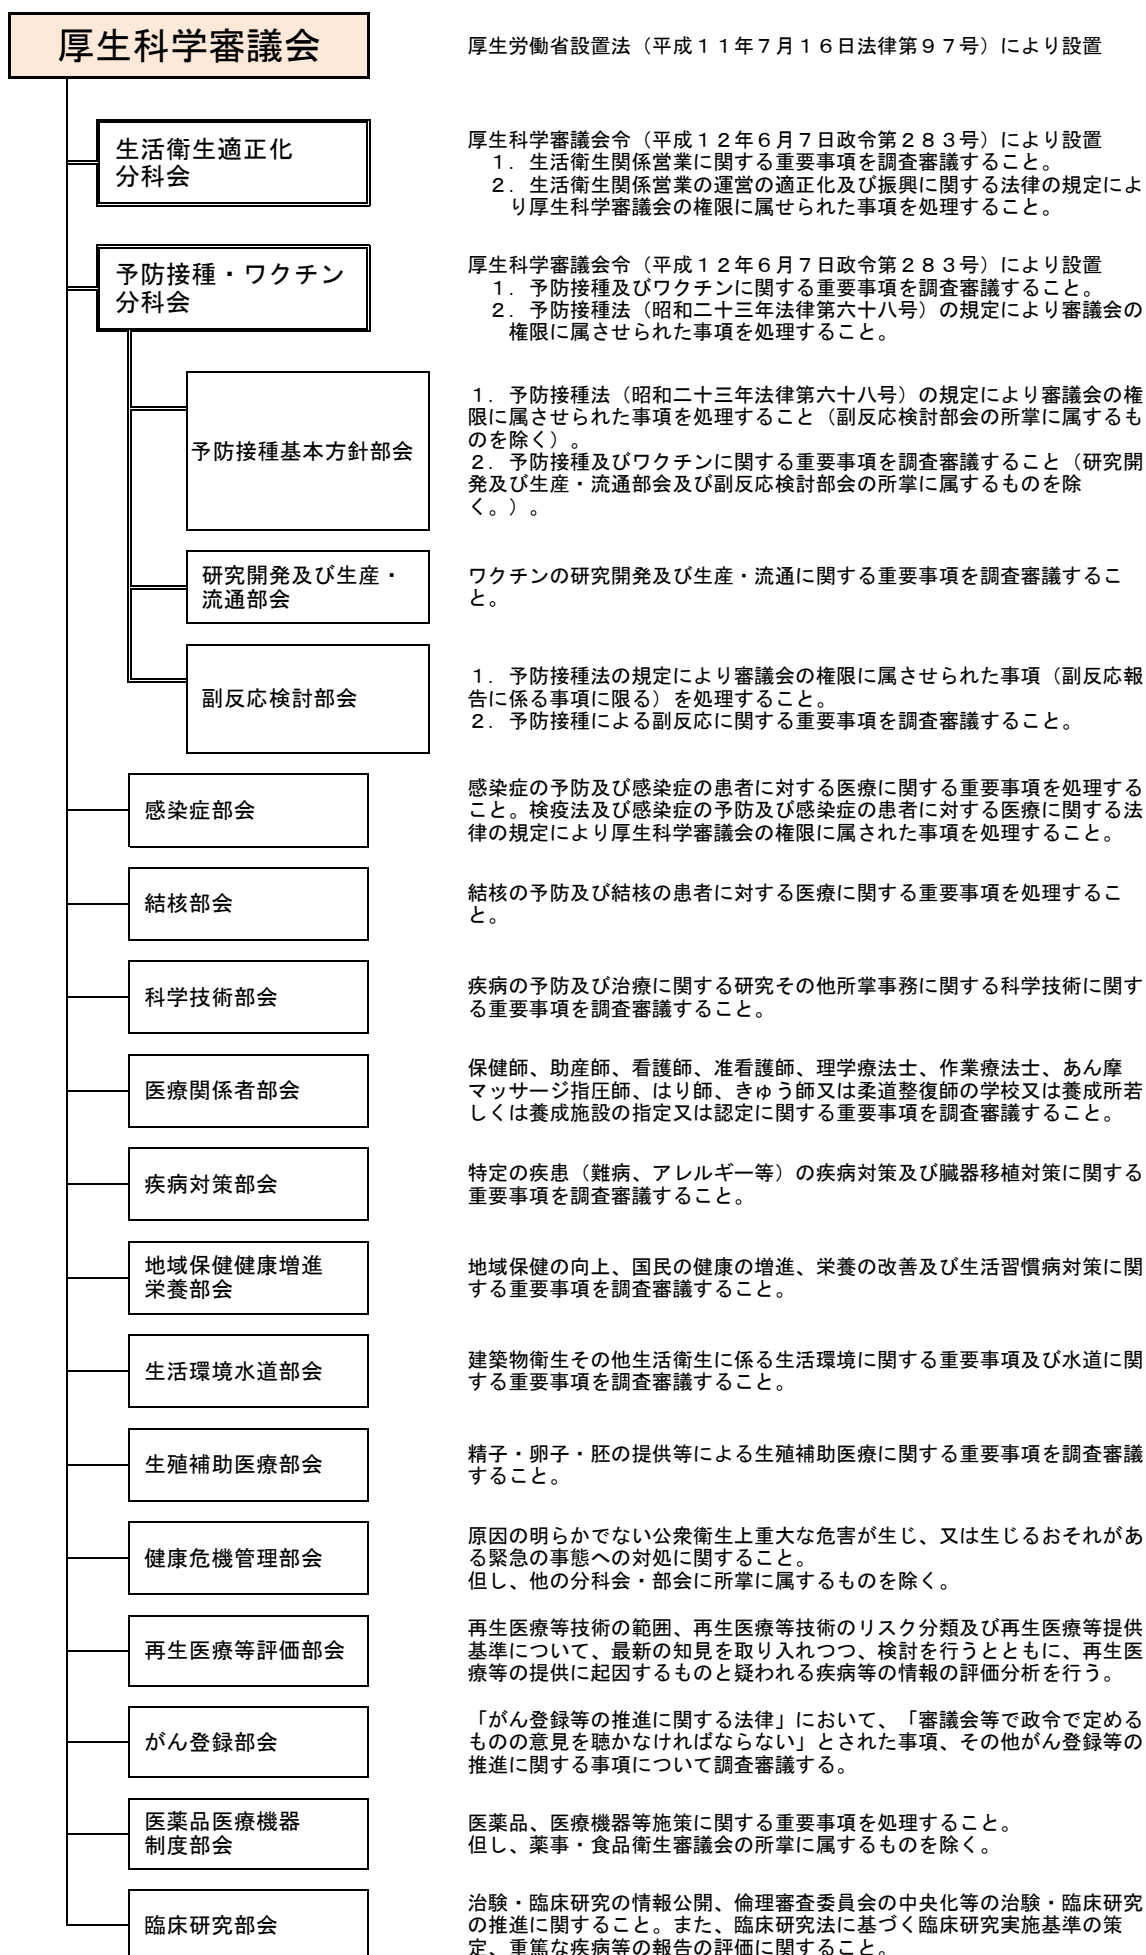 厚生科学審議会
厚生労働省設置法（平成１１年７月１６日法律第９７号）により設置
生活衛生適正化
分科会
厚生科学審議会令（平成１２年６月７日政令第２８３号）により設置
１．生活衛生関係営業に関する重要事項を調査審議すること。
２．生活衛生関係営業の運営の適正化及び振興に関する法律の規定によ
り厚生科学審議会の権限に属せられた事項を処理すること。
予防接種・ワクチン
分科会
厚生科学審議会令（平成１２年６月７日政令第２８３号）により設置
１．予防接種及びワクチンに関する重要事項を調査審議すること。
２．予防接種法（昭和二十三年法律第六十八号）の規定により審議会の
権限に属させられた事項を処理すること。
予防接種基本方針部会
１．予防接種法（昭和二十三年法律第六十八号）の規定により審議会の権
限に属させられた事項を処理すること（副反応検討部会の所掌に属するも
のを除く）。
２．予防接種及びワクチンに関する重要事項を調査審議すること（研究開
発及び生産・流通部会及び副反応検討部会の所掌に属するものを除
く。）。
研究開発及び生産・
流通部会
ワクチンの研究開発及び生産・流通に関する重要事項を調査審議するこ
と。
副反応検討部会
１．予防接種法の規定により審議会の権限に属させられた事項（副反応報
告に係る事項に限る）を処理すること。
２．予防接種による副反応に関する重要事項を調査審議すること。
感染症部会
感染症の予防及び感染症の患者に対する医療に関する重要事項を処理する
こと。検疫法及び感染症の予防及び感染症の患者に対する医療に関する法
律の規定により厚生科学審議会の権限に属された事項を処理すること。
結核部会
結核の予防及び結核の患者に対する医療に関する重要事項を処理するこ
と。
科学技術部会
疾病の予防及び治療に関する研究その他所掌事務に関する科学技術に関す
る重要事項を調査審議すること。
医療関係者部会
保健師、助産師、看護師、准看護師、理学療法士、作業療法士、あん摩
マッサージ指圧師、はり師、きゅう師又は柔道整復師の学校又は養成所若
しくは養成施設の指定又は認定に関する重要事項を調査審議すること。
疾病対策部会
特定の疾患（難病、アレルギー等）の疾病対策及び臓器移植対策に関する
重要事項を調査審議すること。
地域保健健康増進
栄養部会
地域保健の向上、国民の健康の増進、栄養の改善及び生活習慣病対策に関
する重要事項を調査審議すること。
生活環境水道部会
建築物衛生その他生活衛生に係る生活環境に関する重要事項及び水道に関
する重要事項を調査審議すること。
生殖補助医療部会
精子・卵子・胚の提供等による生殖補助医療に関する重要事項を調査審議
すること。
健康危機管理部会
原因の明らかでない公衆衛生上重大な危害が生じ、又は生じるおそれがあ
る緊急の事態への対処に関すること。
但し、他の分科会・部会に所掌に属するものを除く。
再生医療等評価部会
再生医療等技術の範囲、再生医療等技術のリスク分類及び再生医療等提供
基準について、最新の知見を取り入れつつ、検討を行うとともに、再生医
療等の提供に起因するものと疑われる疾病等の情報の評価分析を行う。
がん登録部会
「がん登録等の推進に関する法律」において、「審議会等で政令で定める
ものの意見を聴かなければならない」とされた事項、その他がん登録等の
推進に関する事項について調査審議する。
医薬品医療機器
制度部会
医薬品、医療機器等施策に関する重要事項を処理すること。
但し、薬事・食品衛生審議会の所掌に属するものを除く。
臨床研究部会
治験・臨床研究の情報公開、倫理審査委員会の中央化等の治験・臨床研究
の推進に関すること。また、臨床研究法に基づく臨床研究実施基準の策
定、重篤な疾病等の報告の評価に関すること。